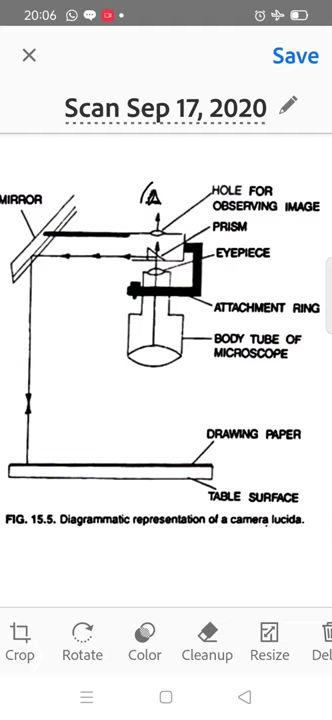 20:06
Save
Scan Sep 17, 2020
MIRROR
HOLE FOR
OBSERVING IMAGE
PRISM
EYEPIECE
ATTACHMENT RING
BODY TUBE OF
MICROSCOPE
DRAWING PAPER
TABLE SURFACE
FIG. 15.5. Diagrammatic representation of a camera lucida.
Crop
Rotate
Color
Cleanup
Resize
Del